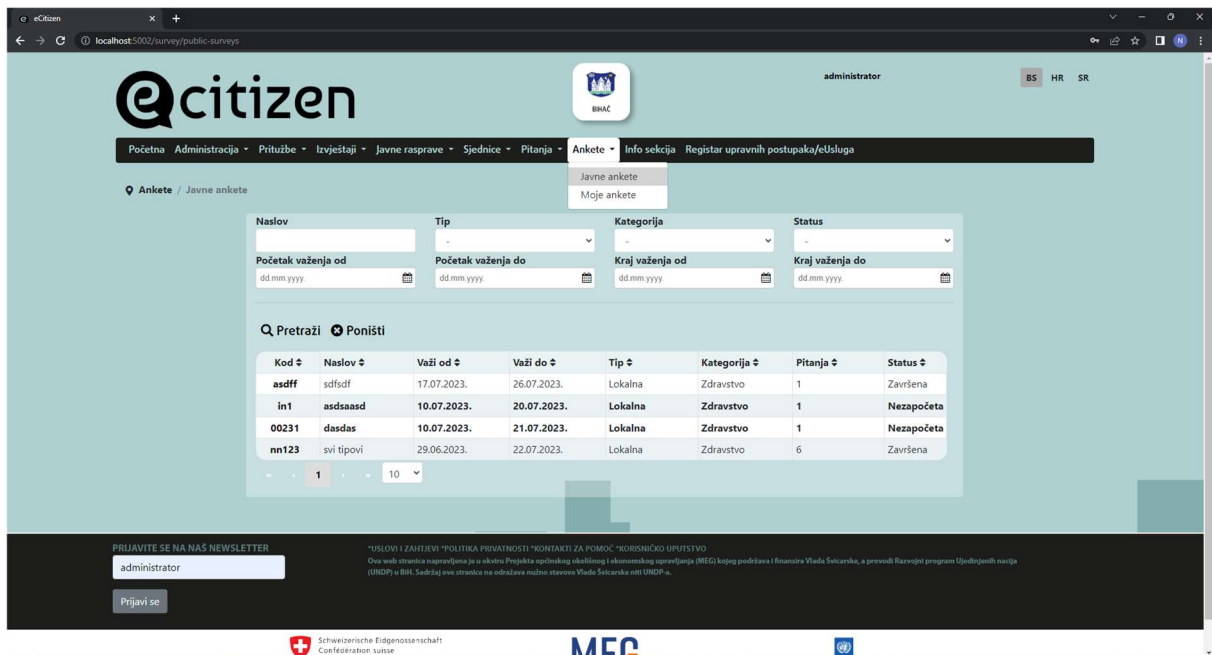 eCitizen
localhost:5002/survey/public-surveys
N
ecitizen
BIHAĆ
administrator
BS HR SR
Početna Administracija Pritužbe Izvještaji Javne rasprave Sjednice Pitanja Ankete Info sekcija Registar upravnih postupaka/eUsluga
Javne ankete
Moje ankete
Ankete / Javne ankete
Naslov Tip Kategorija Status
- - -
Početak važenja od Početak važenja do Kraj važenja od Kraj važenja do
dd.mm.yyyy. dd.mm.yyyy. dd.mm.yyyy. dd.mm.yyyy.
Pretraži Poništi
Kod Naslov Važi od Važi do Tip Kategorija Pitanja Status
asdff sdfsdf 17.07.2023. 26.07.2023. Lokalna Zdravstvo 1 Završena
in1 asdsaasd 10.07.2023. 20.07.2023. Lokalna Zdravstvo 1 Nezapočeta
00231 dasdas 10.07.2023. 21.07.2023. Lokalna Zdravstvo 1 Nezapočeta
nn123 svi tipovi 29.06.2023. 22.07.2023. Lokalna Zdravstvo 6 Završena
« ‹ 1 › » 10
PRIJAVITE SE NA NAŠ NEWSLETTER
administrator
Prijavi se
*USLOVI I ZAHTJEVI *POLITIKA PRIVATNOSTI *KONTAKTI ZA POMOĆ *KORISNIČKO UPUTSTVO
Ova web stranica napravljena je u okviru Projekta općinskog okolišnog i ekonomskog upravljanja (MEG) kojeg podržava i finansira Vlada Švicarske, a provodi Razvojni program Ujedinjenih nacija
(UNDP) u BiH. Sadržaj ove stranice ne odražava nužno stavove Vlade Švicarske niti UNDP-a.
Schweizerische Eidgenossenschaft
Confédération suisse
MEG